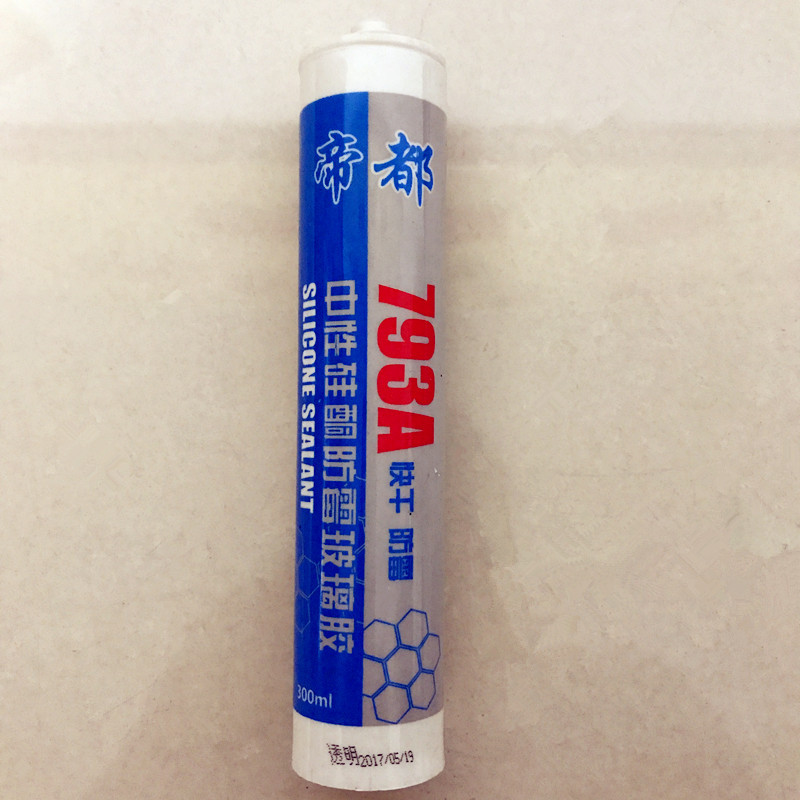 帝都
793A
快干 防霉
中性硅酮防霉玻璃胶
SILICONE SEALANT
300ml
透明2017/05/19